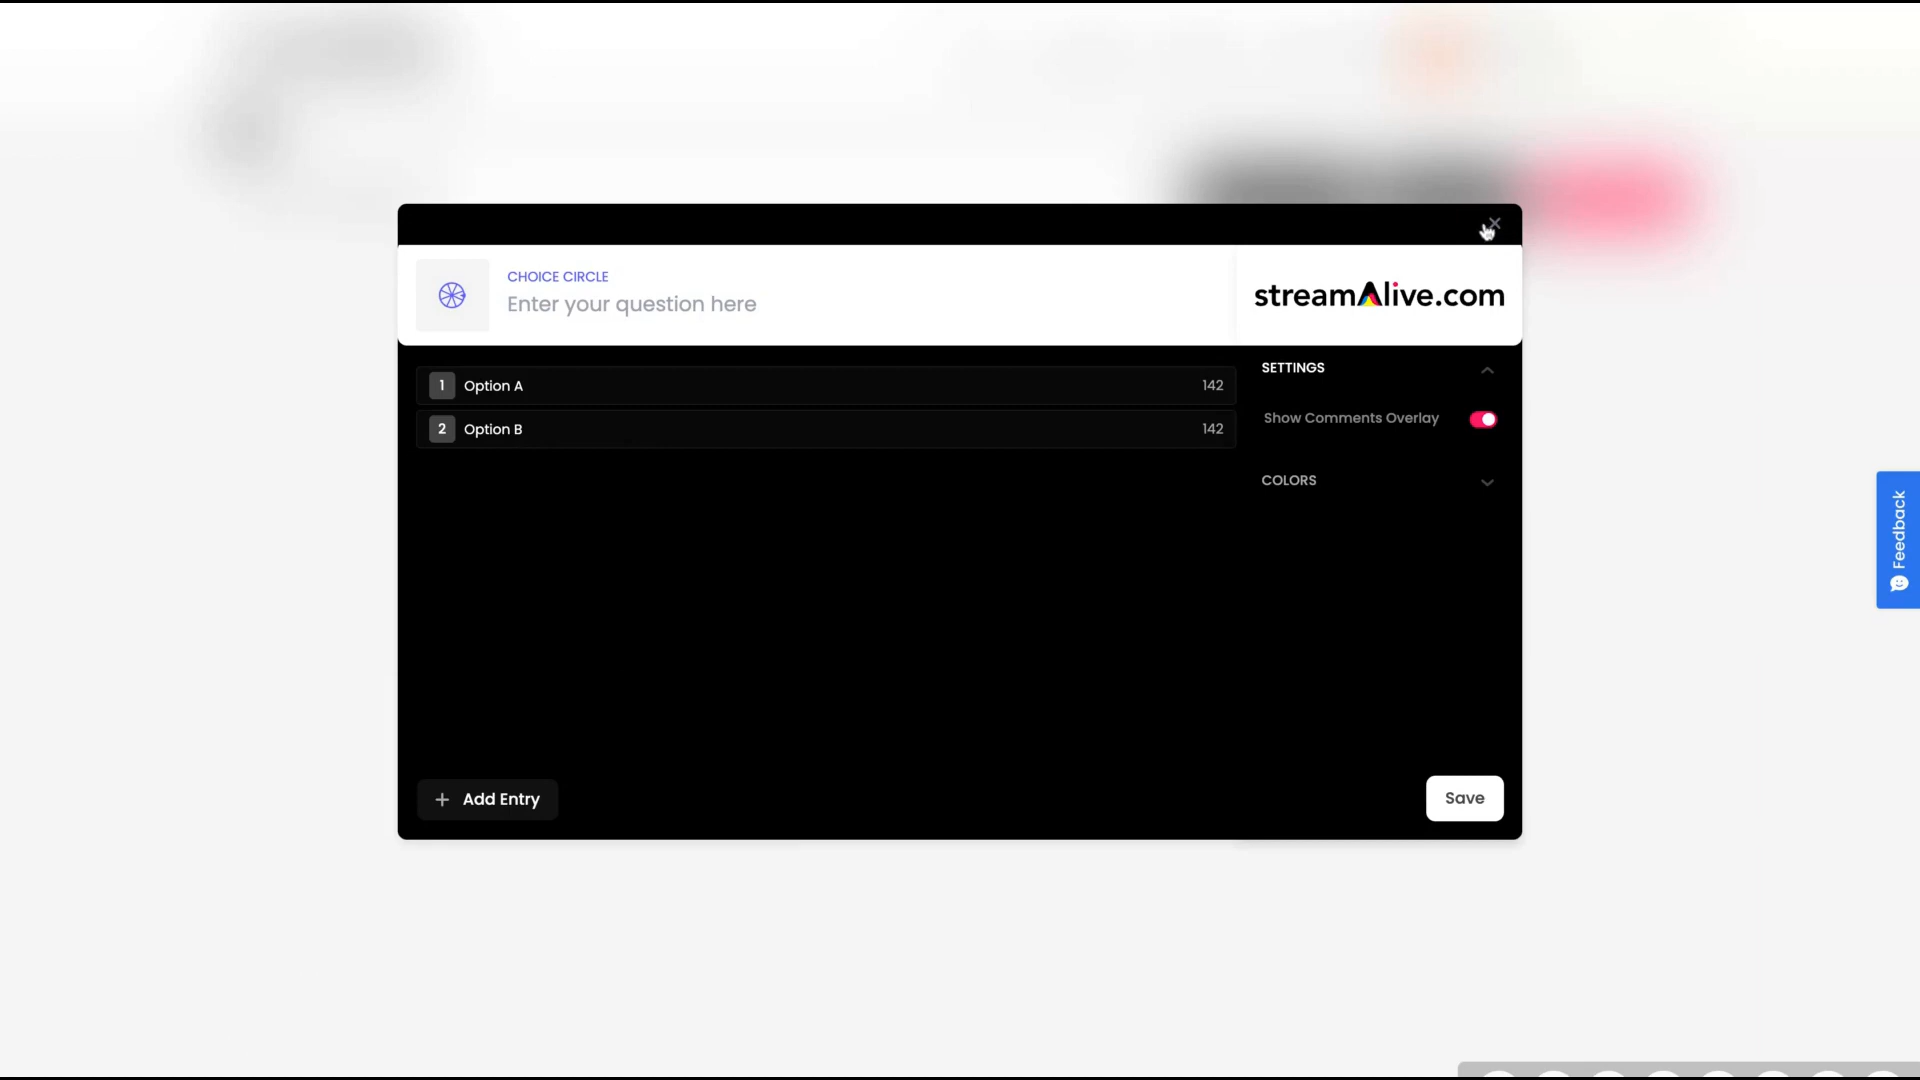 CHOICE CIRCLE
Enter your question here
streamAlive.com
1 Option A 142
2 Option B 142
SETTINGS
Show Comments Overlay
COLORS
Feedback
+ Add Entry
Save